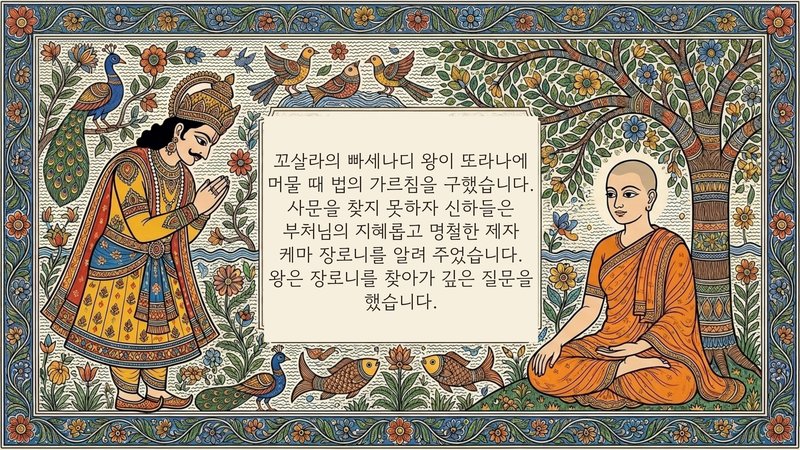 꼬살라의 빠세나디 왕이 또라나에
머물 때 법의 가르침을 구했습니다.
사문을 찾지 못하자 신하들은
부처님의 지혜롭고 명철한 제자
케마 장로니를 알려 주었습니다.
왕은 장로니를 찾아가 깊은 질문을
했습니다.